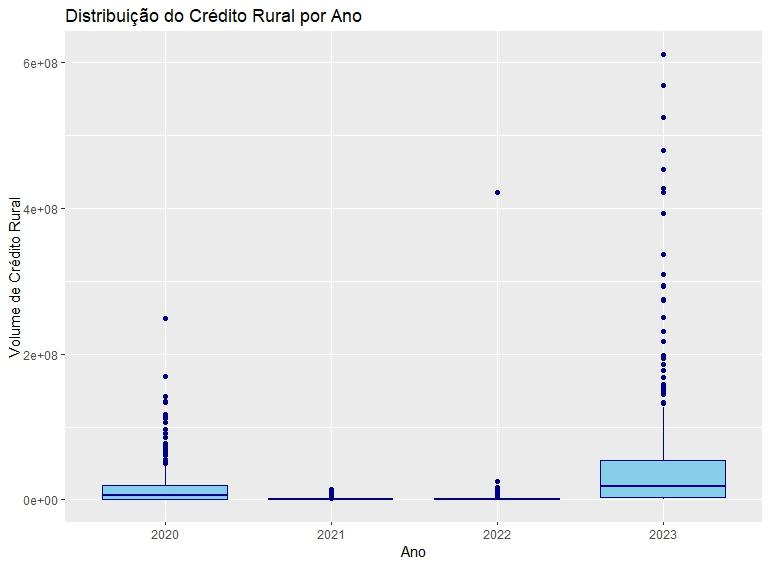 Distribuição do Crédito Rural por Ano
Volume de Crédito Rural
6e+08
4e+08
2e+08
0e+00
2020 2021 2022 2023
Ano